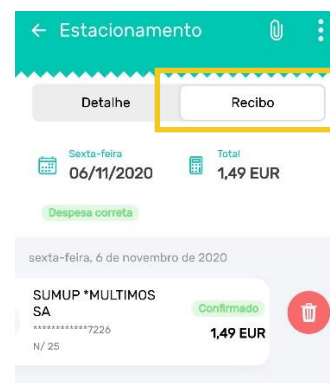 Estacionamento
Detalhe Recibo
Sexta-feira Total
06/11/2020 1,49 EUR
Despesa correta
sexta-feira, 6 de novembro de 2020
SUMUP *MULTIMOS
SA
Confirmado
************7226
1,49 EUR
N/ 25